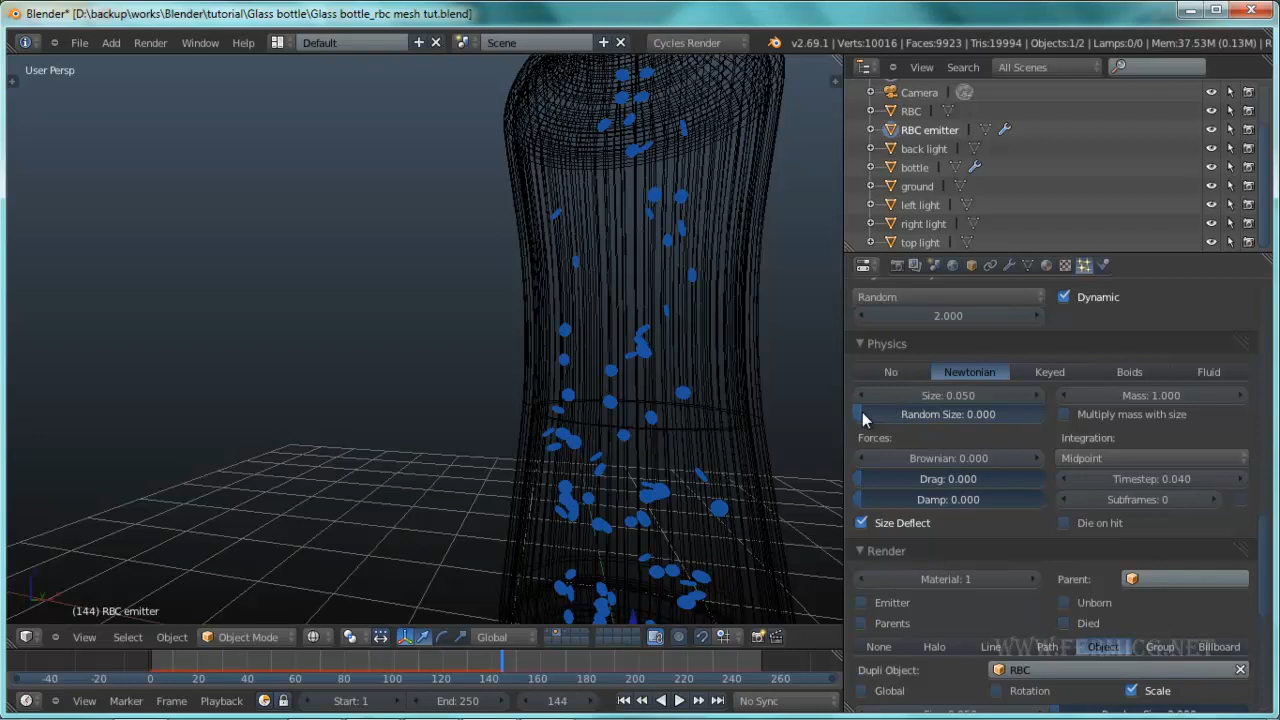 Blender* [D:\backup\works\Blender\tutorial\Glass bottle\Glass bottle_rbc mesh tut.blend]
File Add Render Window Help Default Scene Cycles Render v2.69.1 | Verts:10016 | Faces:9923 | Tris:19994 | Objects:1/2 | Lamps:0/0 | Mem:37.53M (0.13M) | R
User Persp
View Search All Scenes
Camera
RBC
RBC emitter
back light
bottle
ground
left light
right light
top light
Random Dynamic
2.000
Physics
No Newtonian Keyed Boids Fluid
Size: 0.050 Mass: 1.000
Random Size: 0.000 Multiply mass with size
Forces: Integration:
Brownian: 0.000 Midpoint
Drag: 0.000 Timestep: 0.040
Damp: 0.000 Subframes: 0
Size Deflect Die on hit
Render
Material: 1 Parent:
Emitter Unborn
Parents Died
None Halo Line Path Object Group Billboard
WWW.FERMICG.NET
Dupli Object: RBC
Global Rotation Scale
(144) RBC emitter
View Select Object Object Mode Global
-40 -20 0 20 40 60 80 100 120 140 160 180 200 220 240 260
View Marker Frame Playback Start: 1 End: 250 144 No Sync